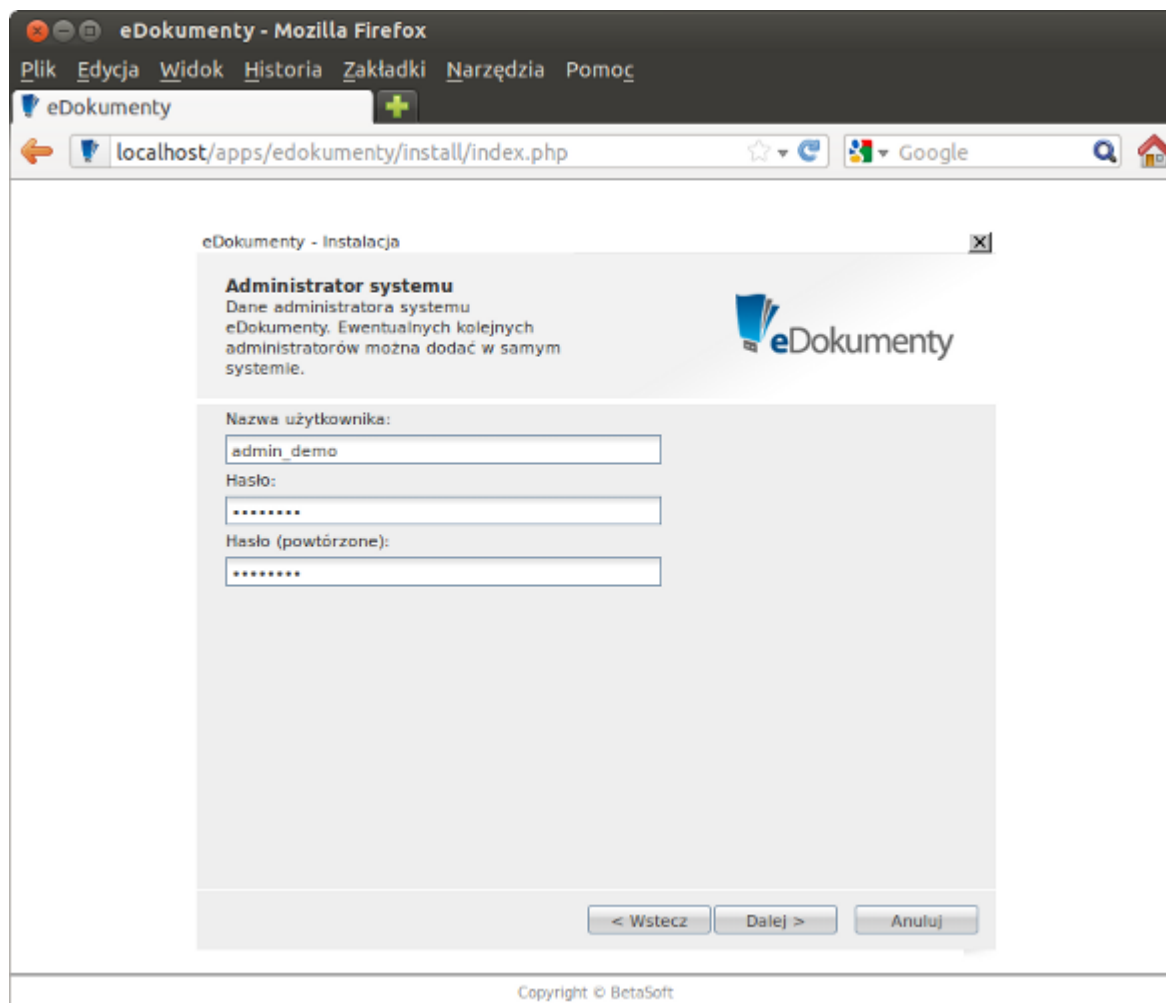 eDokumenty - Mozilla Firefox
Plik Edycja Widok Historia Zakładki Narzędzia Pomoc
eDokumenty
localhost/apps/edokumenty/install/index.php
Google
eDokumenty - Instalacja
Administrator systemu
Dane administratora systemu
eDokumenty. Ewentualnych kolejnych
administratorów można dodać w samym
systemie.
eDokumenty
Nazwa użytkownika:
admin_demo
Hasło:
••••••••
Hasło (powtórzone):
••••••••
< Wstecz
Dalej >
Anuluj
Copyright © BetaSoft